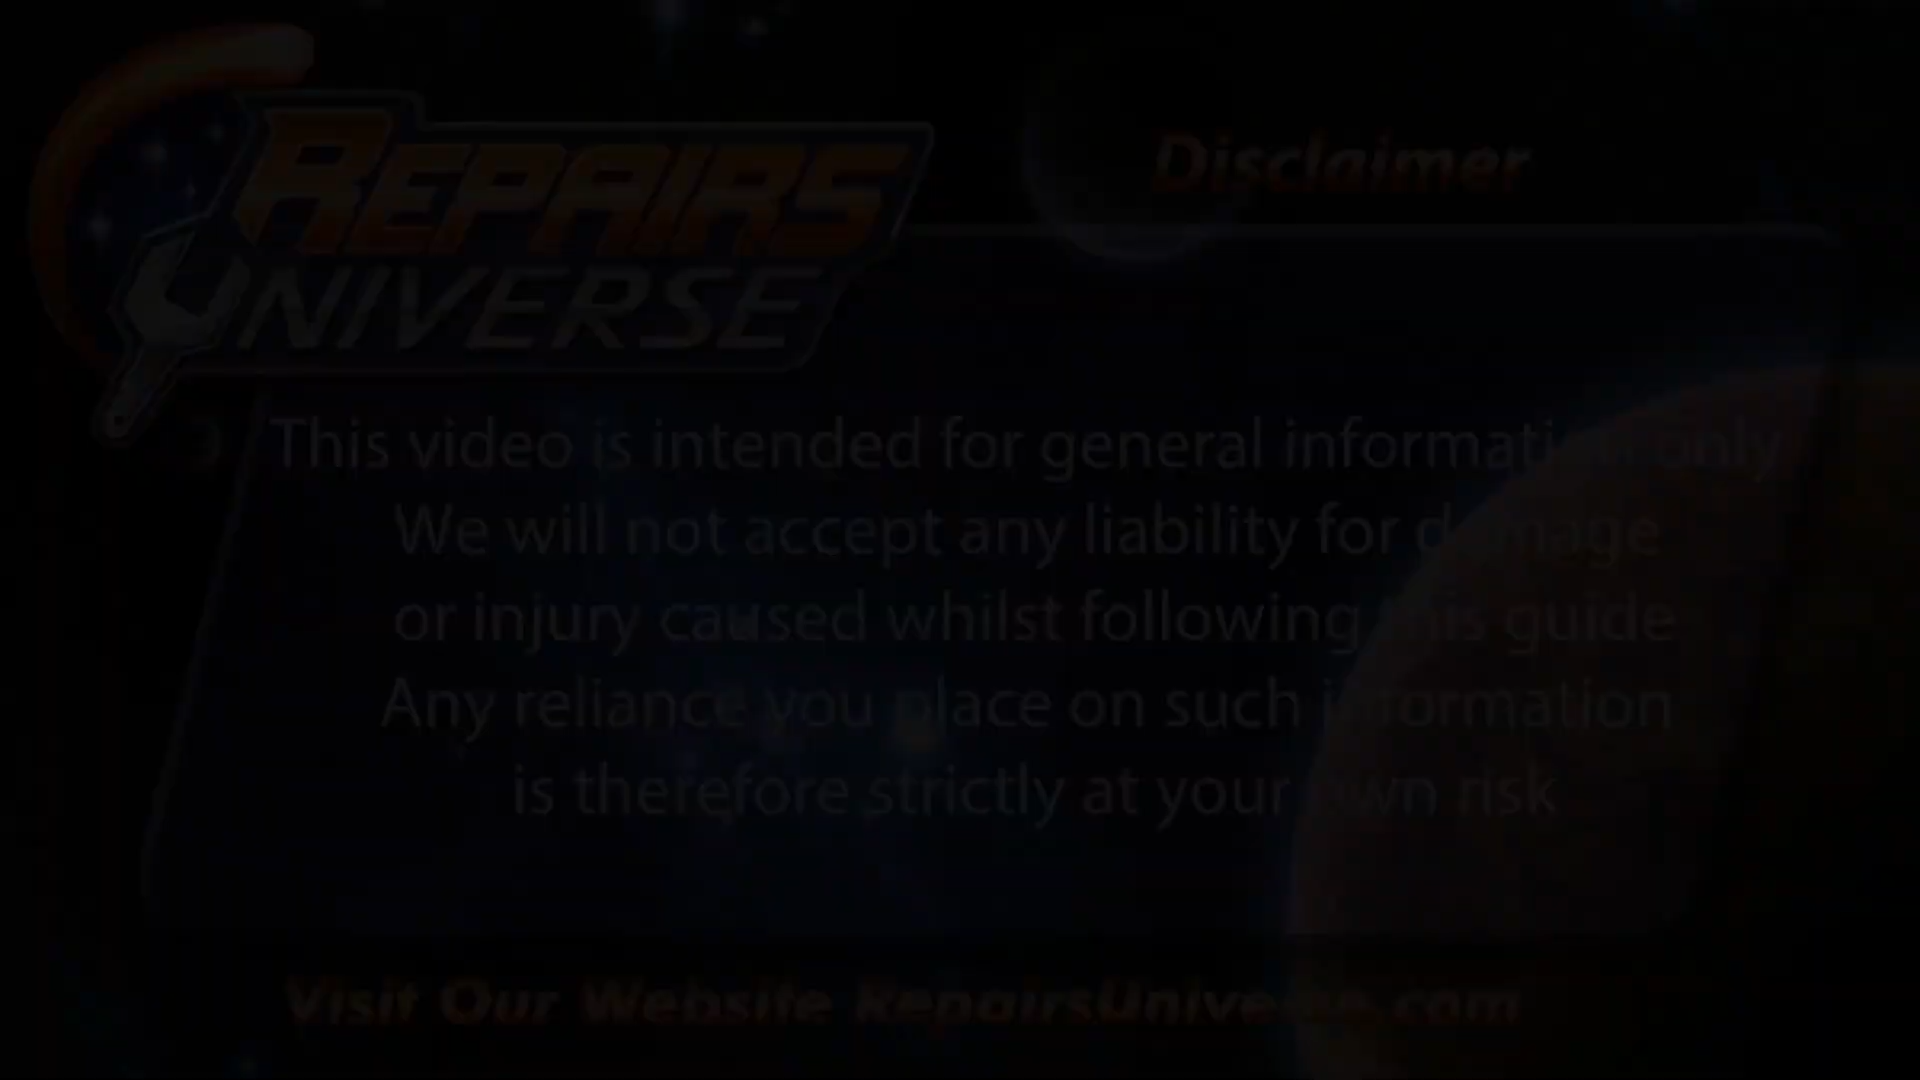 REPAIRS
UNIVERSE
Disclaimer
This video is intended for general information only
We will not accept any liability for damage
or injury caused whilst following this guide
Any reliance you place on such information
is therefore strictly at your own risk
Visit Our Website RepairsUniverse.com